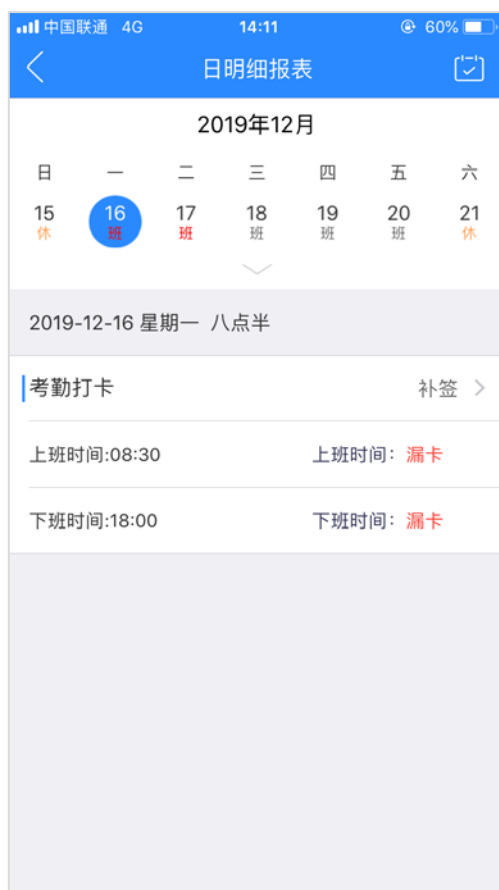 中国联通 4G 14:11 60%
日明细报表
2019年12月
日 一 二 三 四 五 六
15 16 17 18 19 20 21
休 班 班 班 班 班 休
2019-12-16 星期一 八点半
考勤打卡 补签
上班时间:08:30 上班时间：漏卡
下班时间:18:00 下班时间：漏卡